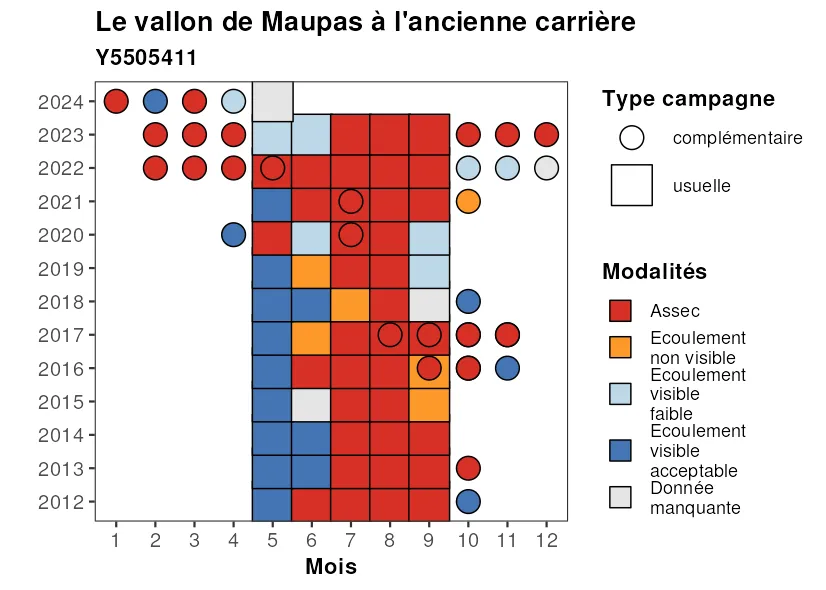 Le vallon de Maupas à l'ancienne carrière
Y5505411
2024
2023
2022
2021
2020
2019
2018
2017
2016
2015
2014
2013
2012
1 2 3 4 5 6 7 8 9 10 11 12
Mois
Type campagne
complémentaire
usuelle
Modalités
Assec
Ecoulement
non visible
Ecoulement
visible
faible
Ecoulement
visible
acceptable
Donnée
manquante